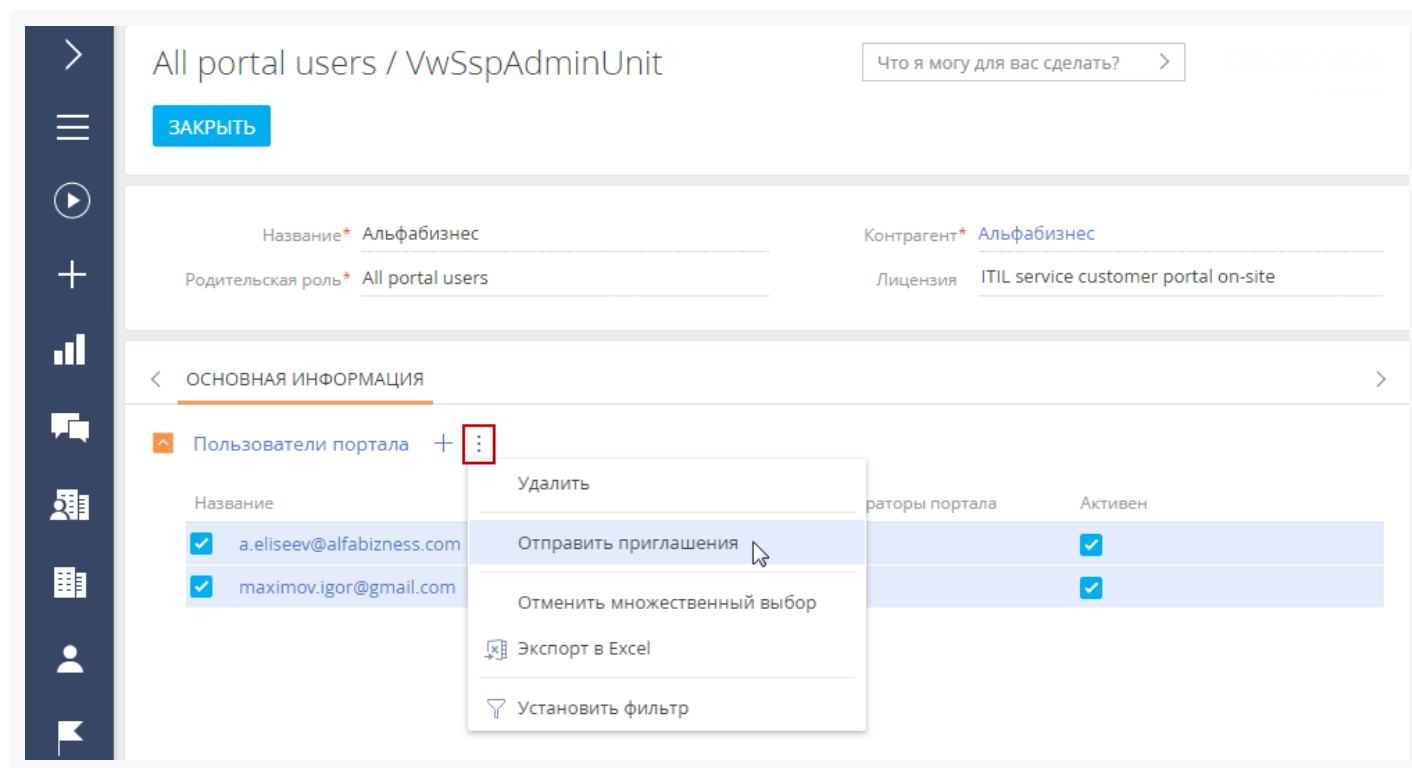 All portal users / VwSspAdminUnit
Что я могу для вас сделать?
ЗАКРЫТЬ
Название* Альфабизнес
Контрагент* Альфабизнес
Родительская роль* All portal users
Лицензия ITIL service customer portal on-site
ОСНОВНАЯ ИНФОРМАЦИЯ
Пользователи портала
Удалить
Название
раторы портала
Активен
a.eliseev@alfabizness.com
Отправить приглашения
maximov.igor@gmail.com
Отменить множественный выбор
Экспорт в Excel
Установить фильтр